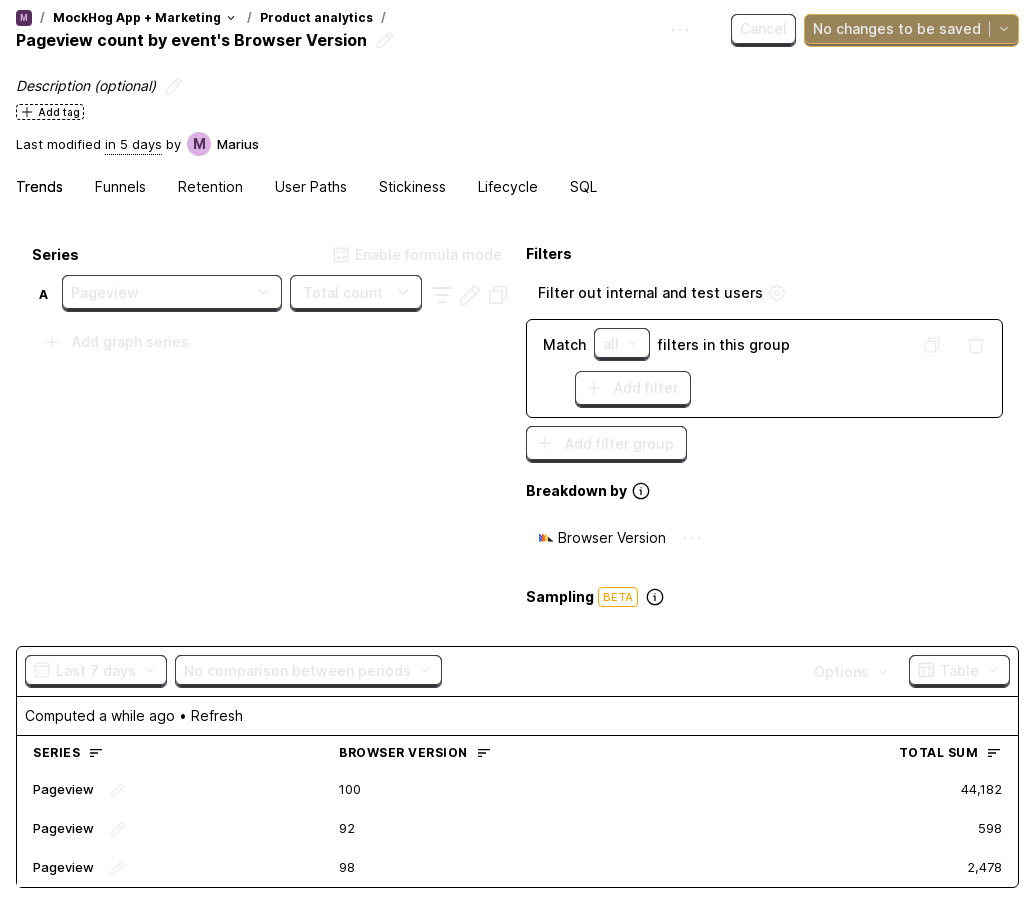 M / MockHog App + Marketing / Product analytics /
Pageview count by event's Browser Version
Cancel
No changes to be saved
Description (optional)
Add tag
Last modified in 5 days by M Marius
Trends Funnels Retention User Paths Stickiness Lifecycle SQL
Series
Enable formula mode
A Pageview Total count
Add graph series
Filters
Filter out internal and test users
Match all filters in this group
Add filter
Add filter group
Breakdown by
Browser Version
Sampling BETA
Last 7 days No comparison between periods Options Table
Computed a while ago • Refresh
SERIES BROWSER VERSION TOTAL SUM
Pageview 100 44,182
Pageview 92 598
Pageview 98 2,478